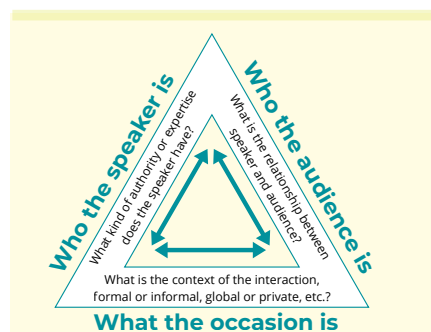 Who the speaker is
What kind of authority or expertise
does the speaker have?
Who the audience is
What is the relationship between
speaker and audience?
What is the context of the interaction,
formal or informal, global or private, etc.?
What the occasion is